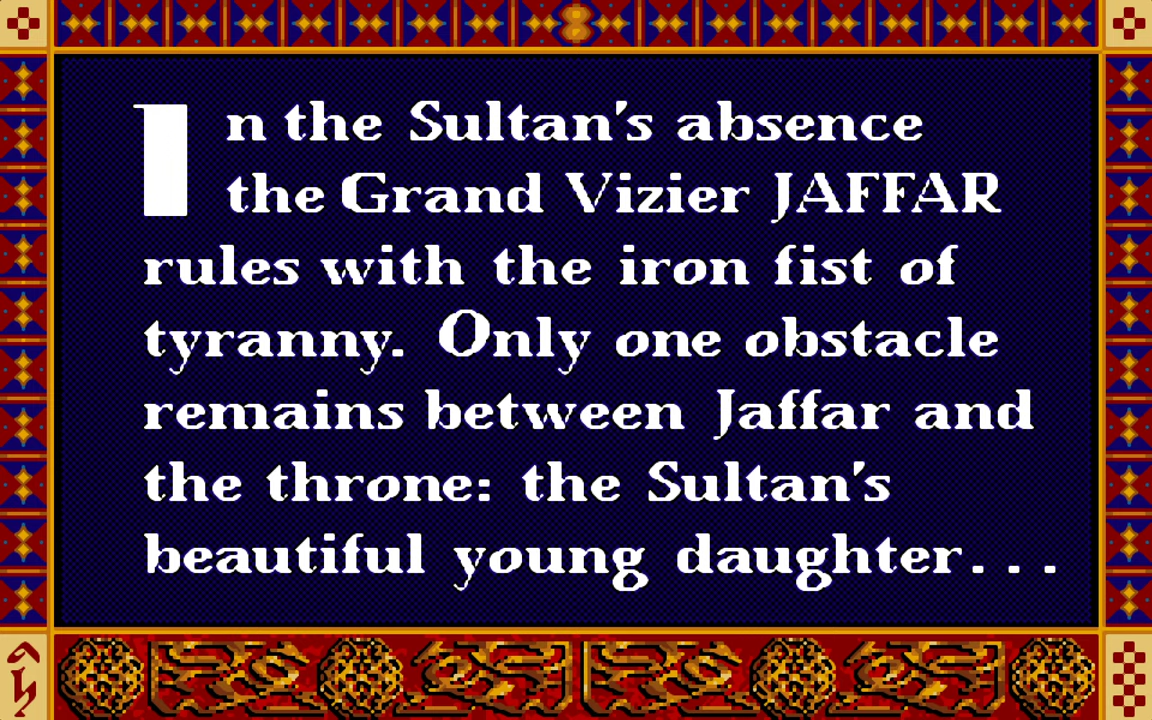 In the Sultan's absence
the Grand Vizier JAFFAR
rules with the iron fist of
tyranny. Only one obstacle
remains between Jaffar and
the throne: the Sultan's
beautiful young daughter...